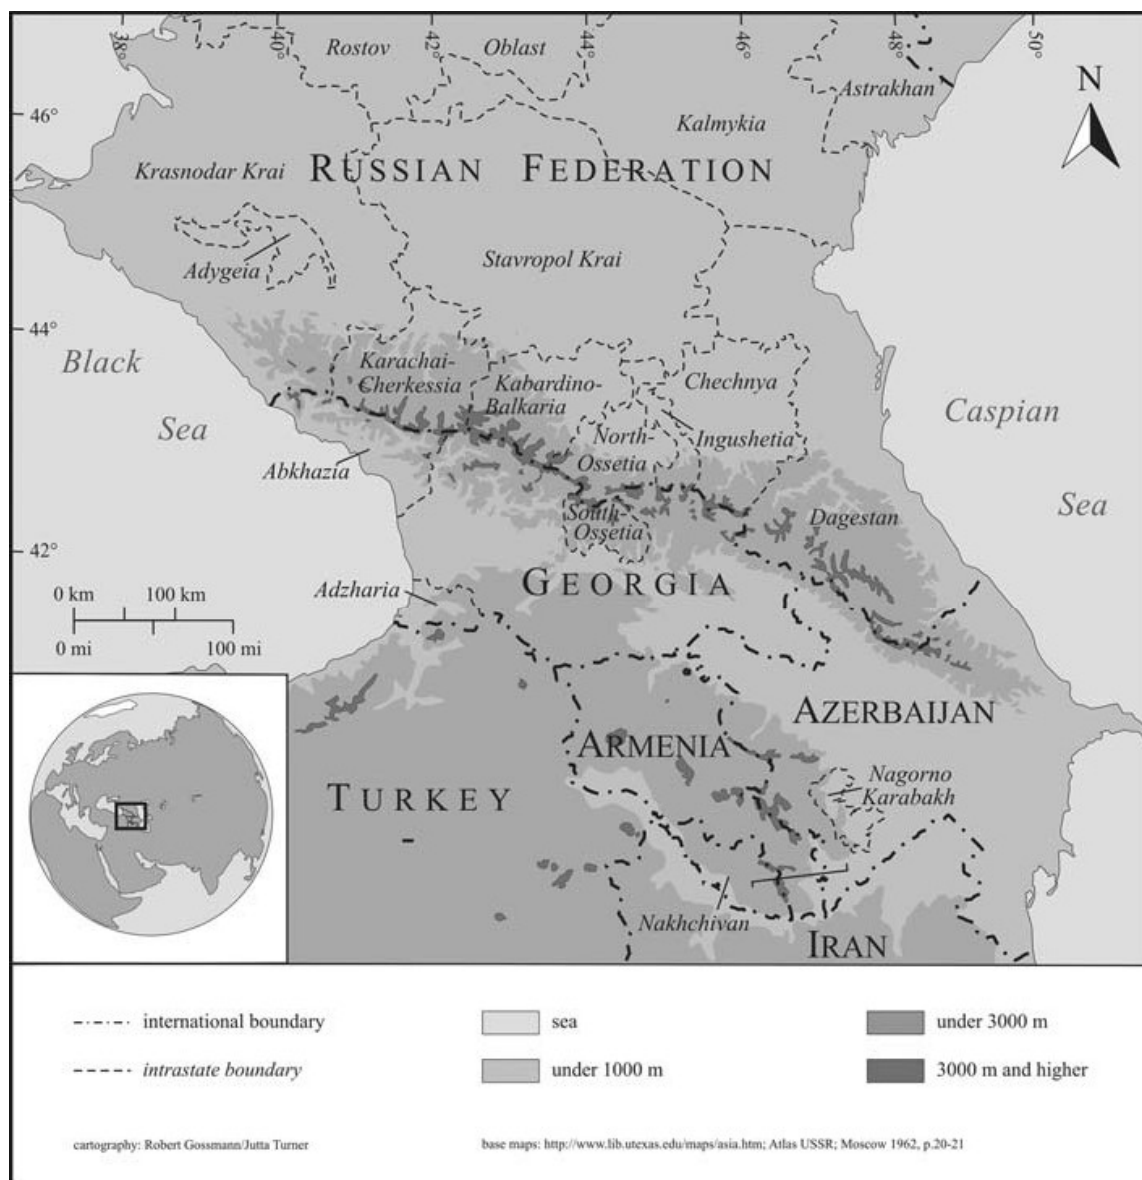 38°
40°
42°
44°
46°
48°
50°
Rostov Oblast
Astrakhan
N
46°
Kalmykia
Krasnodar Krai
RUSSIAN FEDERATION
Adygeia
Stavropol Krai
44°
Black
Sea
Karachai-
Cherkessia
Kabardino-
Balkaria
Chechnya
Caspian
Sea
North-
Ossetia
Ingushetia
Abkhazia
South-
Ossetia
Dagestan
42°
GEORGIA
Adzharia
0 km 100 km
0 mi 100 mi
AZERBAIJAN
ARMENIA
Nagorno
Karabakh
TURKEY
Nakhchivan
IRAN
international boundary
intrastate boundary
sea
under 1000 m
under 3000 m
3000 m and higher
cartography: Robert Gossmann/Jutta Turner
base maps: http://www.lib.utexas.edu/maps/asia.htm; Atlas USSR; Moscow 1962, p.20-21